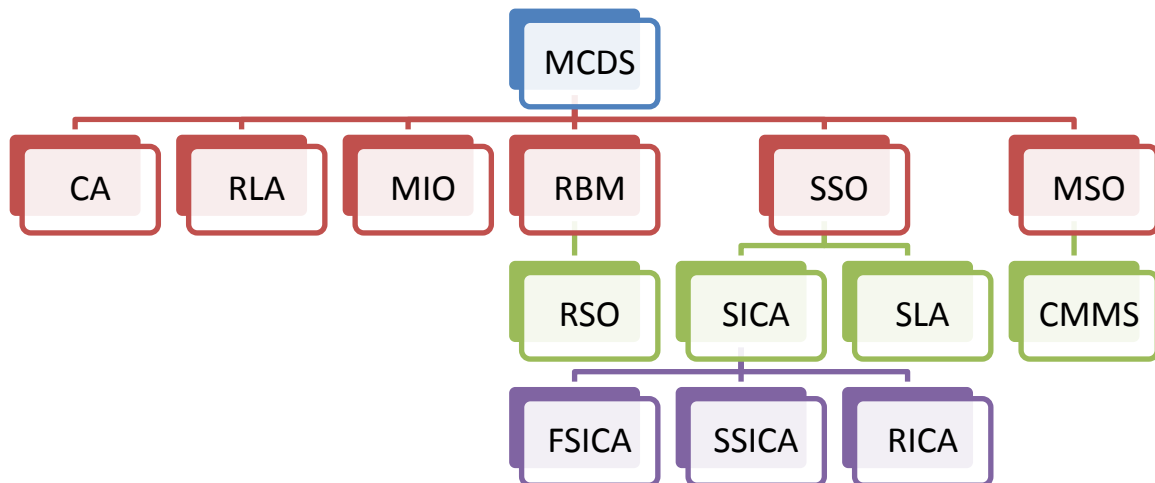 MCDS
CA RLA MIO RBM SSO MSO
RSO SICA SLA CMMS
FSICA SSICA RICA